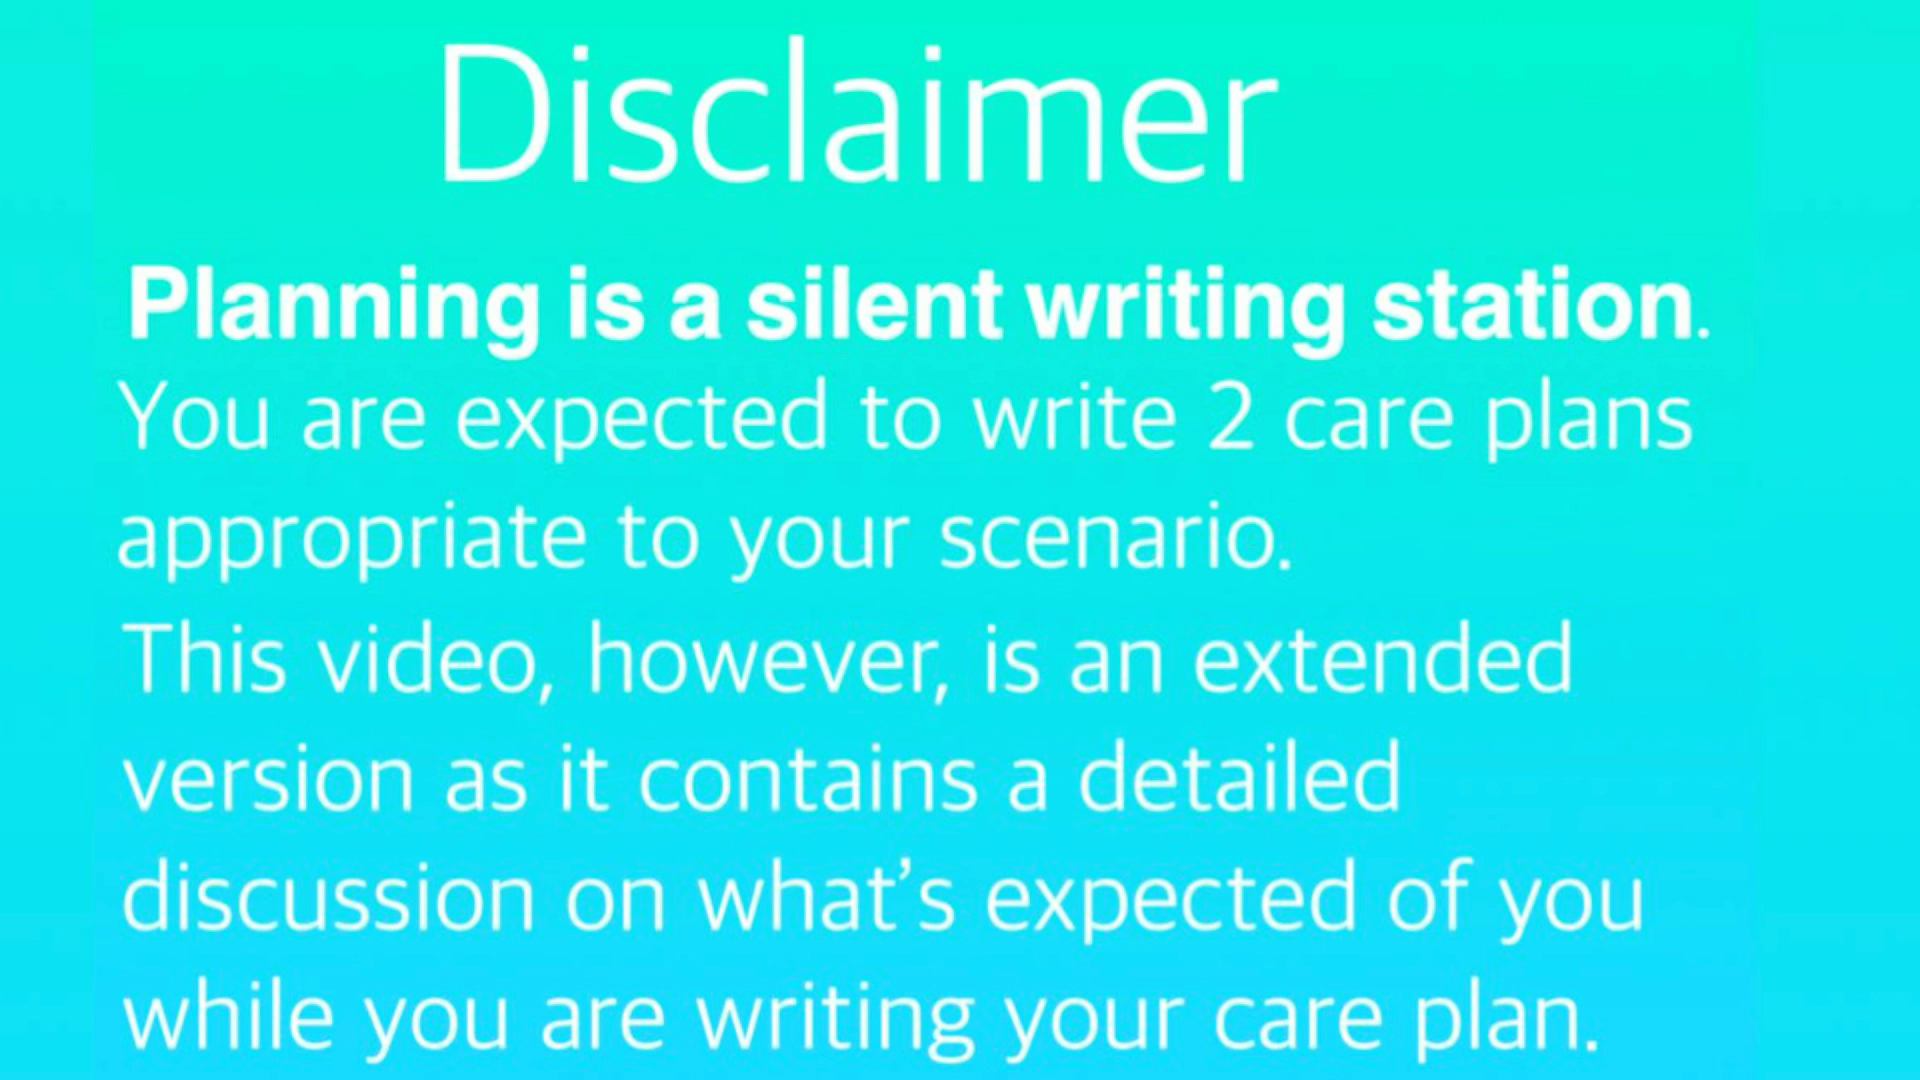 Disclaimer
Planning is a silent writing station.
You are expected to write 2 care plans
appropriate to your scenario.
This video, however, is an extended
version as it contains a detailed
discussion on what’s expected of you
while you are writing your care plan.